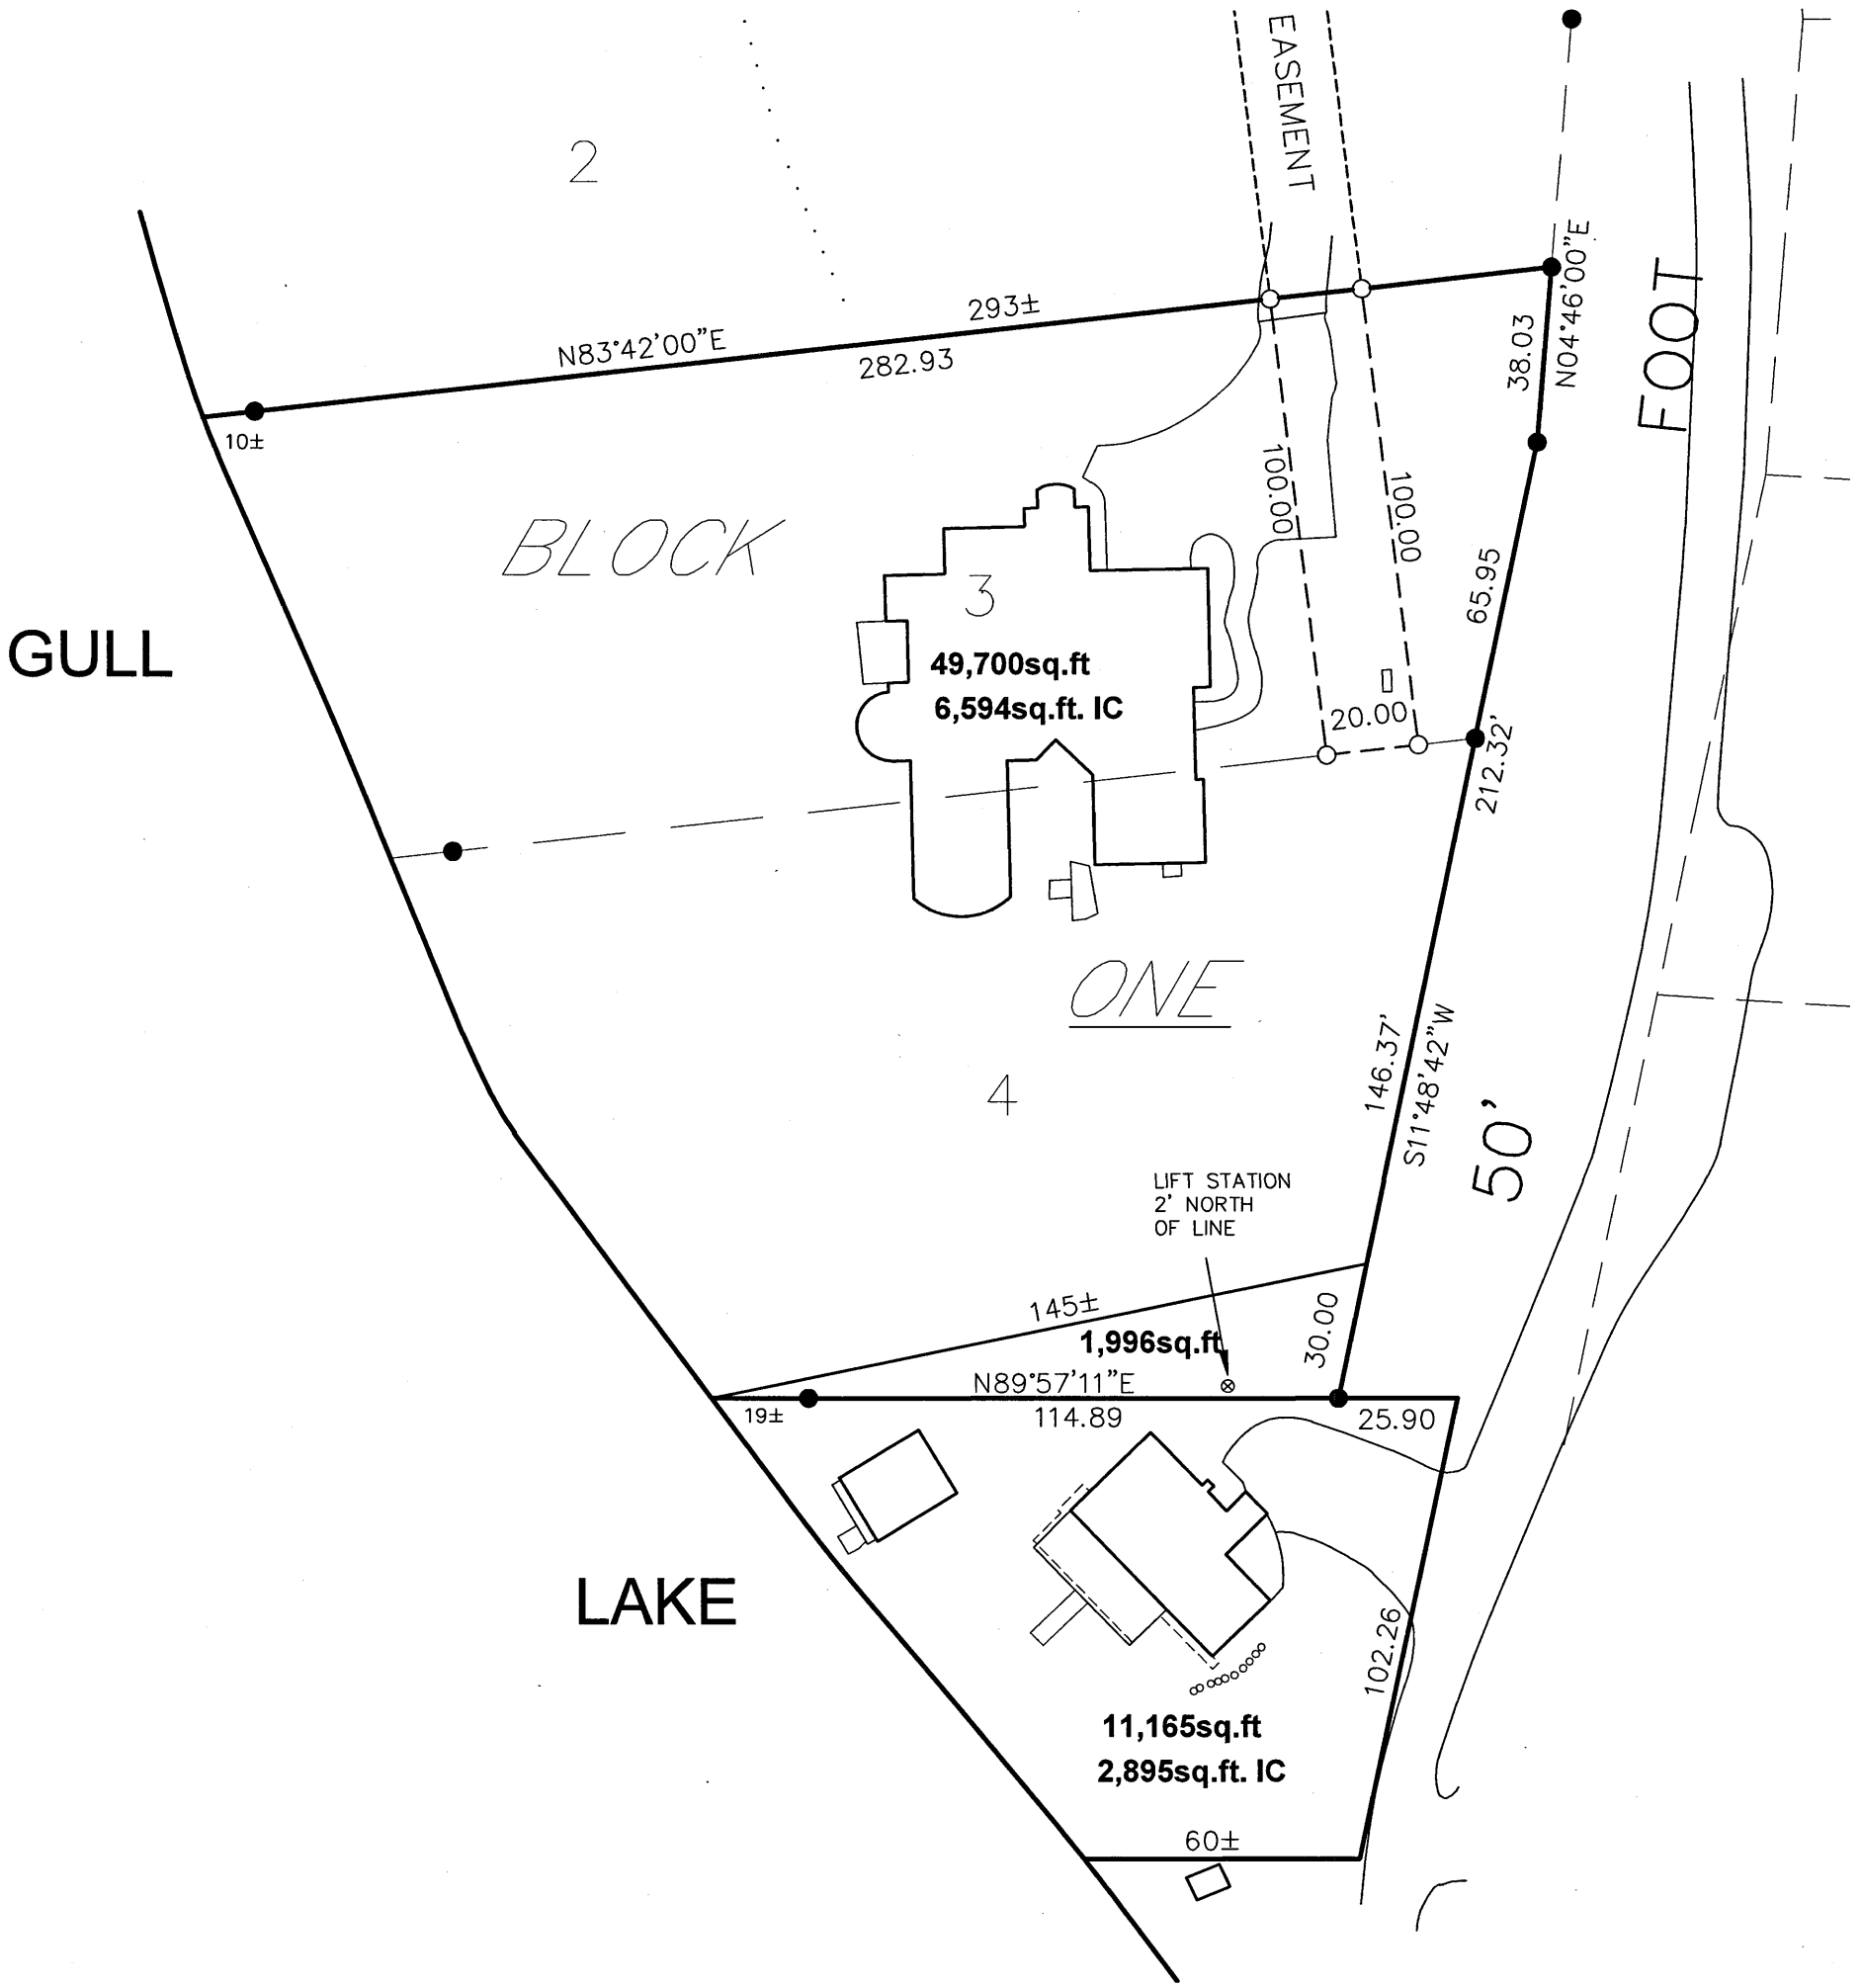 EASEMENT
2
N04°46'00"E
FOOT
293±
N83°42'00"E
282.93
38.03
10±
100.00
100.00
BLOCK
3
65.95
GULL
49,700sq.ft
6,594sq.ft. IC
20.00
212.32'
ONE
146.37'
S11°48'42"W
4
50'
LIFT STATION
2' NORTH
OF LINE
145±
1,996sq.ft
30.00
N89°57'11"E
19±
114.89
25.90
LAKE
102.26
11,165sq.ft
2,895sq.ft. IC
60±